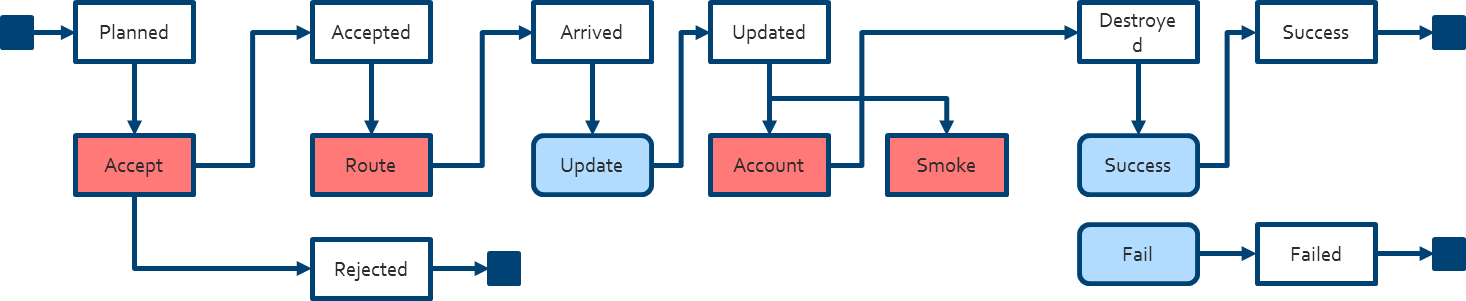 Planned
Accepted
Arrived
Updated
Destroye
d
Success
Accept
Route
Update
Account
Smoke
Success
Rejected
Fail
Failed